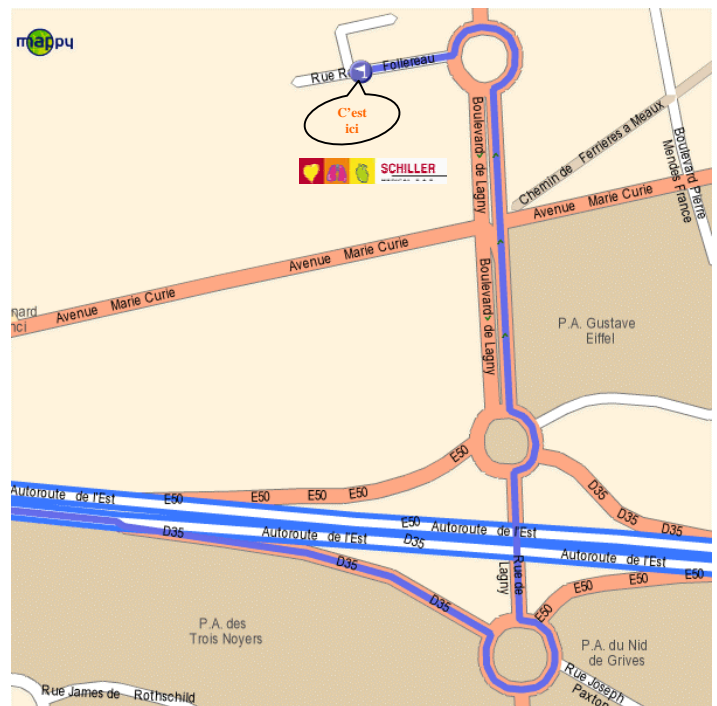 mappy
Rue R Follereau
C'est
ici
SCHILLER
Boulevard de Lagny
Chemin de Ferrieres a Meaux
Boulevard Pierre
Mendes France
Avenue Marie Curie
Avenue Marie Curie
Avenue Marie Curie
nard
nci
Boulevard de Lagny
P.A. Gustave
Eiffel
E50
D35
D35
Autoroute de l'Est
E50
E50
E50
E50
E50
Autoroute de l'Est
D35
Autoroute de l'Est
D35
Autoroute de l'Est
D35
D35
Rue de
Lagny
E50
E50
E50
E50
P.A. des
Trois Noyers
P.A. du Nid
de Grives
Rue Joseph
Paxton
Rue James de Rothschild